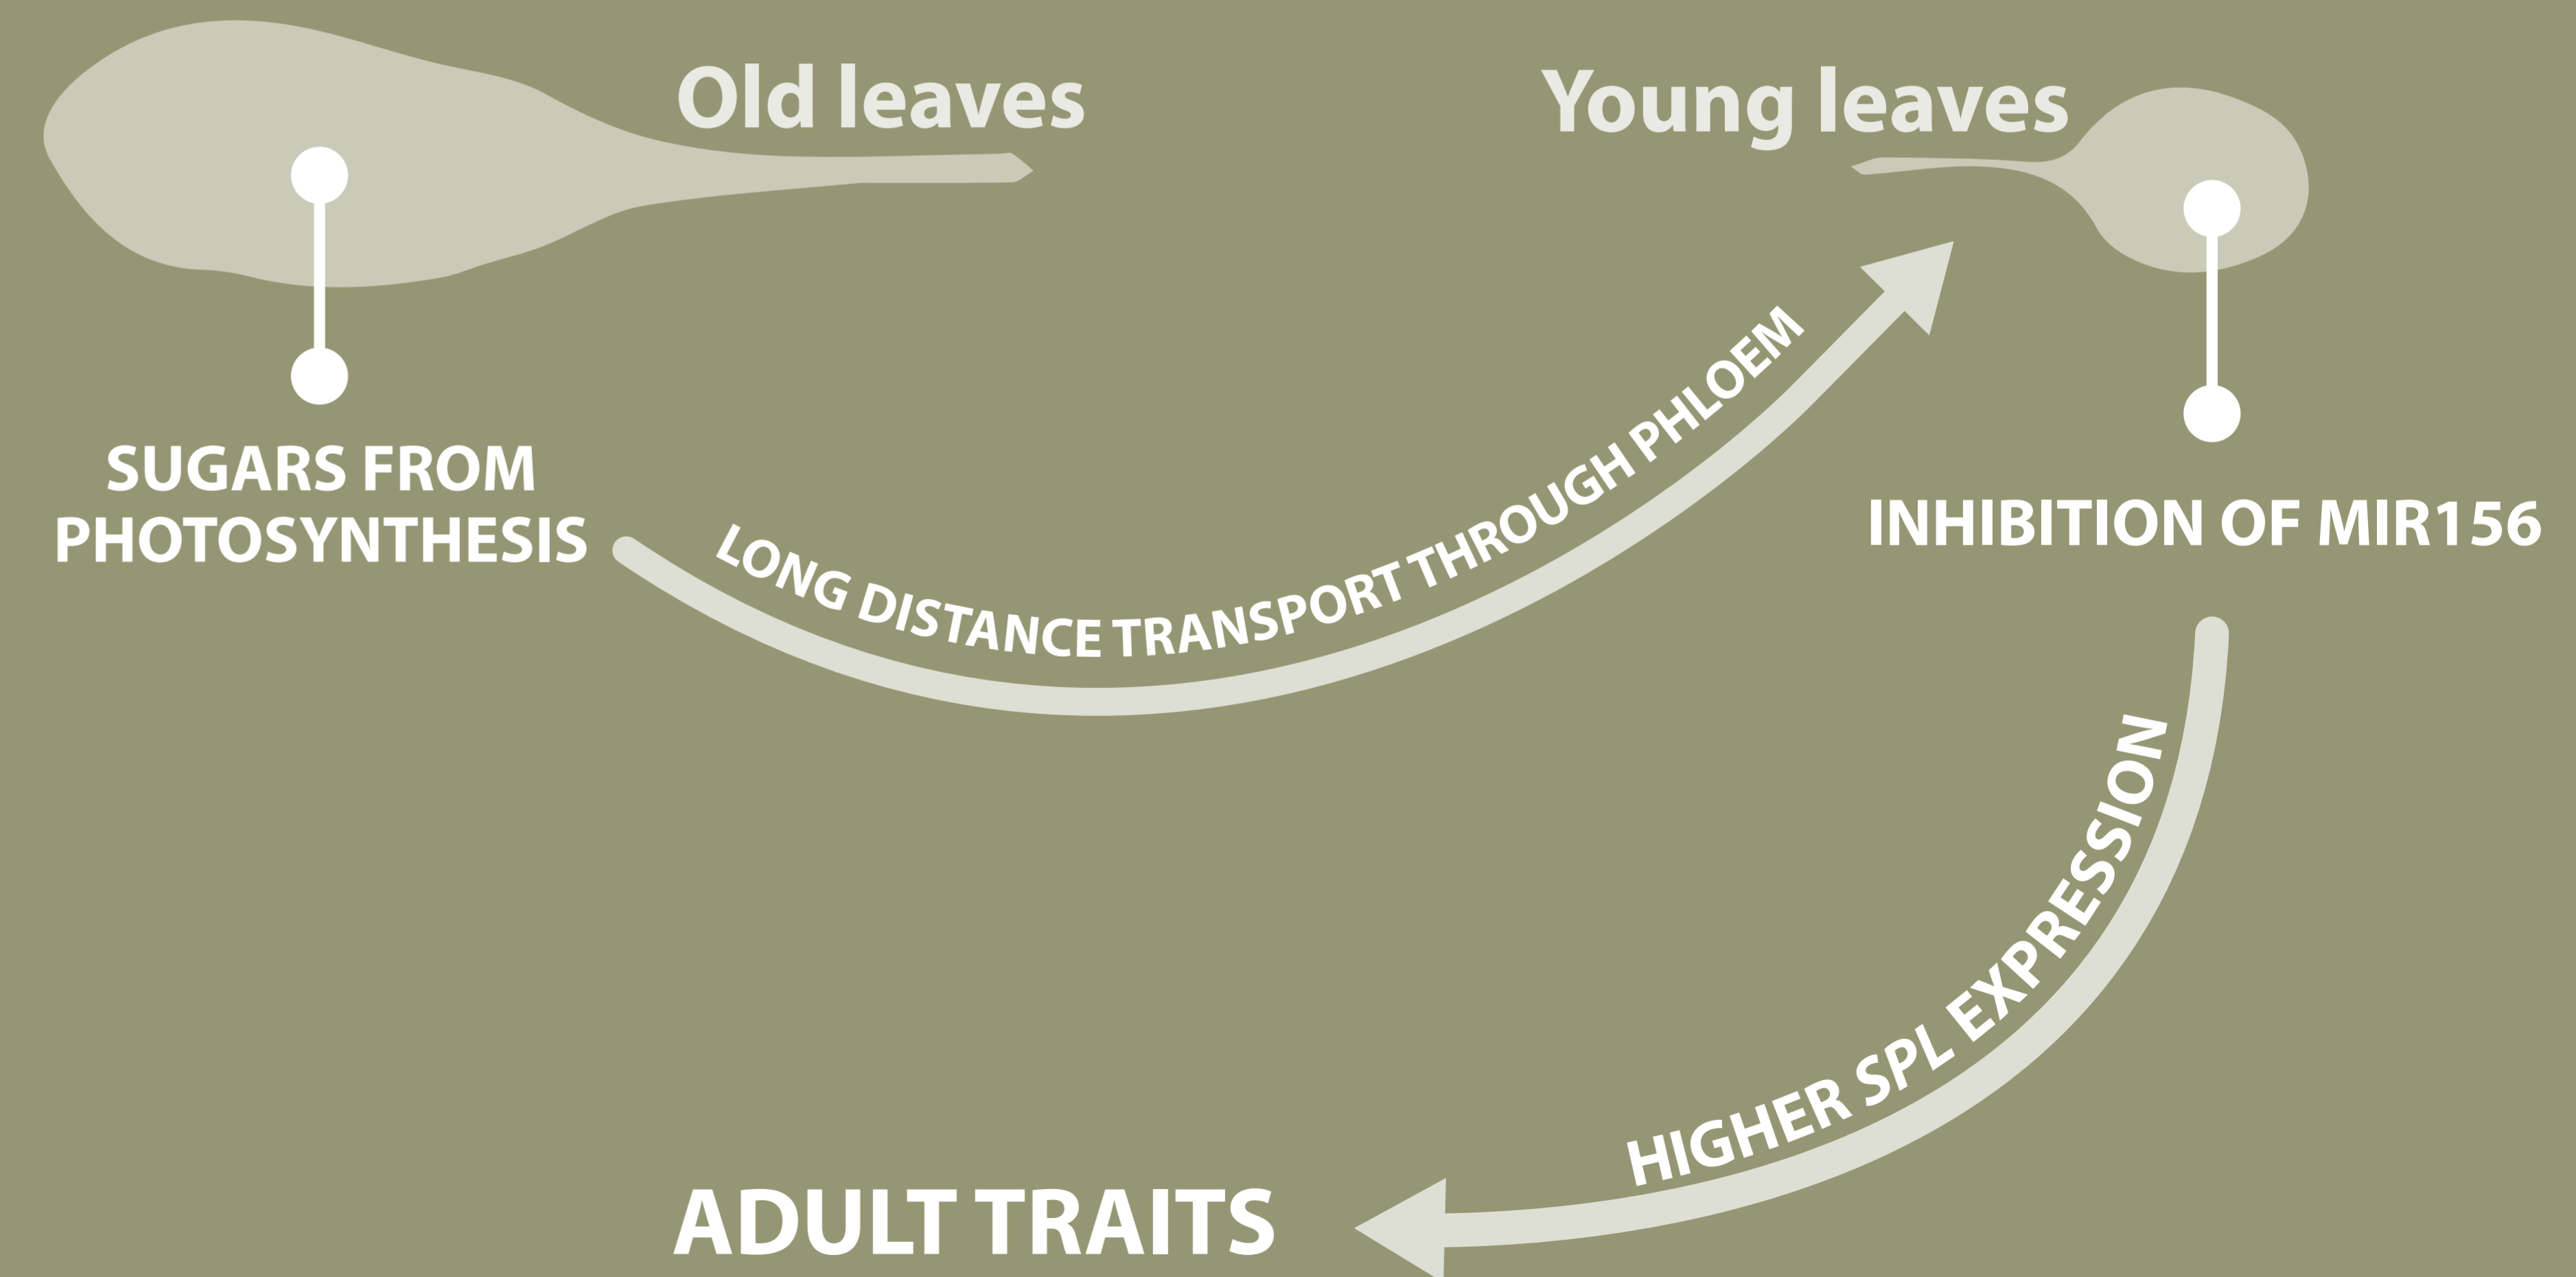 Old leaves
Young leaves
SUGARS FROM
PHOTOSYNTHESIS
LONG DISTANCE TRANSPORT THROUGH PHLOEM
INHIBITION OF MIR156
HIGHER SPL EXPRESSION
ADULT TRAITS